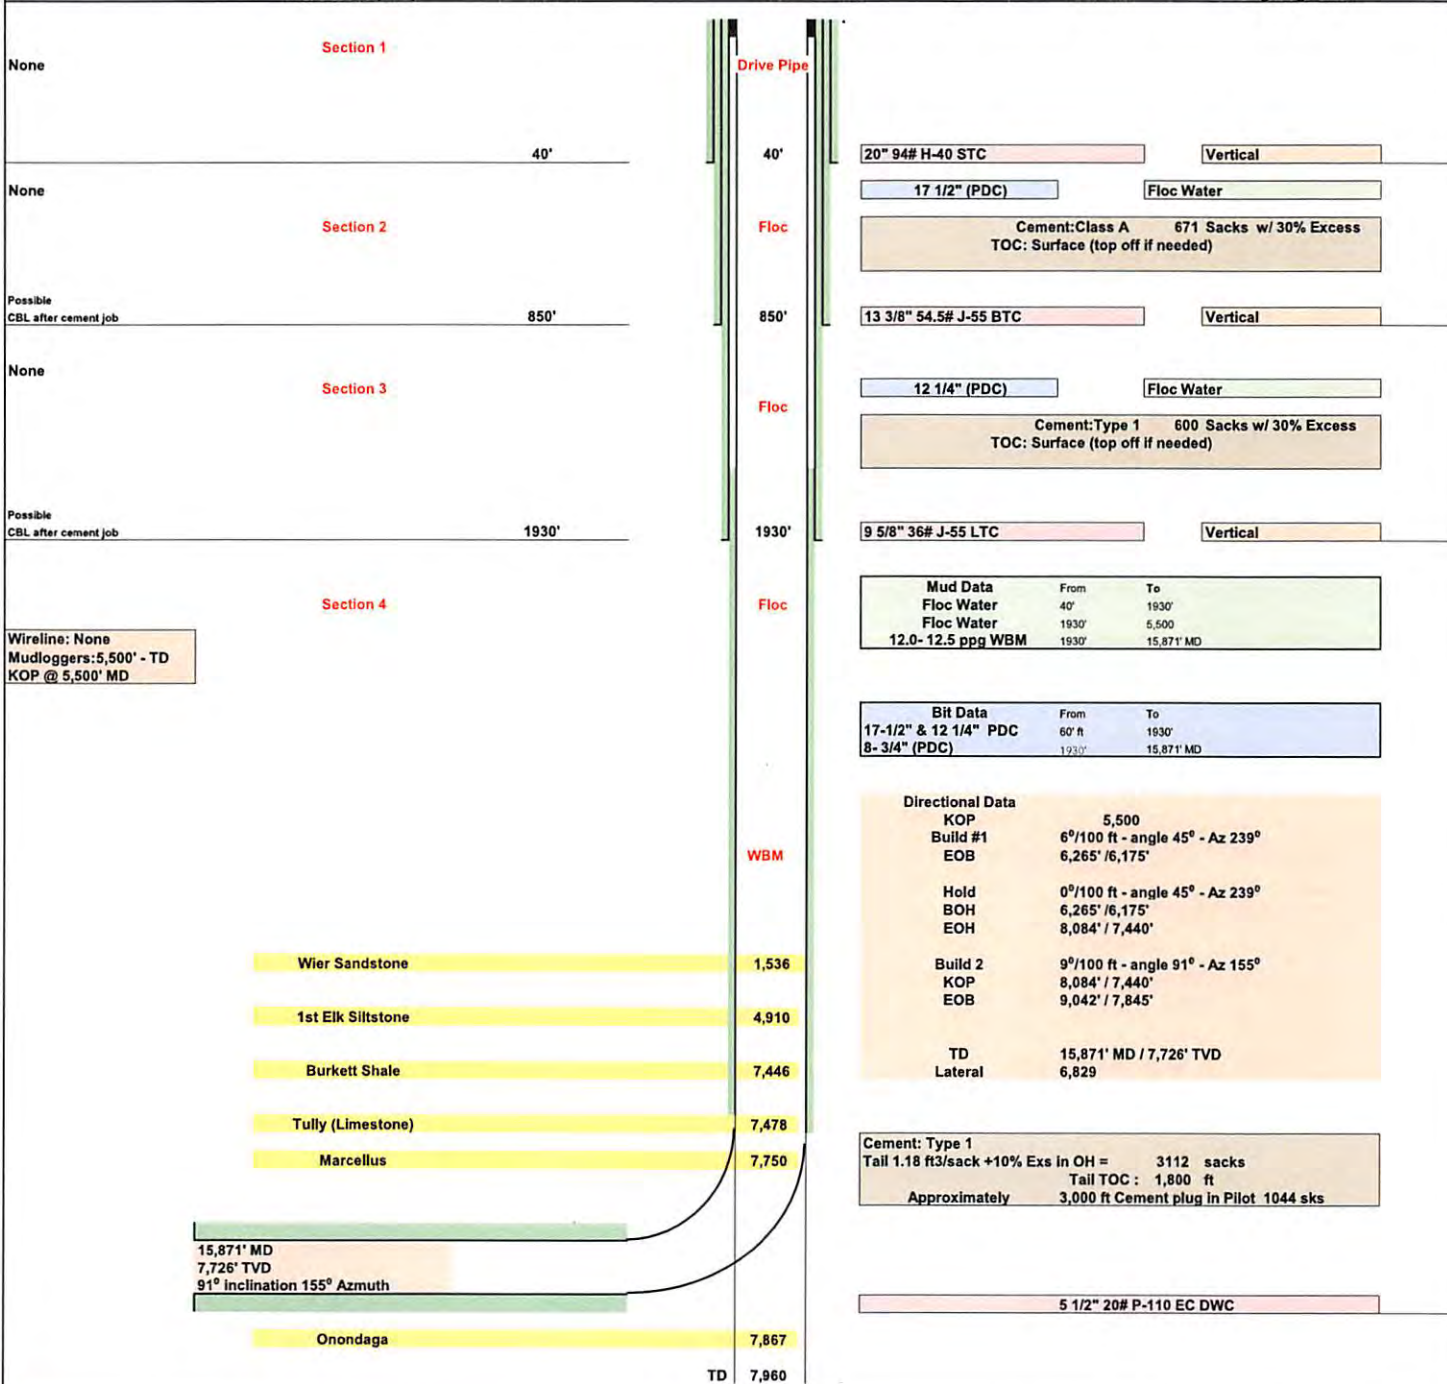 Section 1
None
Drive Pipe
40'
40'
20" 94# H-40 STC
Vertical
None
17 1/2" (PDC)
Floc Water
Section 2
Floc
Cement:Class A 671 Sacks w/ 30% Excess
TOC: Surface (top off if needed)
Possible
CBL after cement job
850'
850'
13 3/8" 54.5# J-55 BTC
Vertical
None
Section 3
Floc
12 1/4" (PDC)
Floc Water
Cement:Type 1 600 Sacks w/ 30% Excess
TOC: Surface (top off if needed)
Possible
CBL after cement job
1930'
1930'
9 5/8" 36# J-55 LTC
Vertical
Section 4
Floc
Mud Data From To
Floc Water 40' 1930'
Floc Water 1930' 5,500
12.0- 12.5 ppg WBM 1930' 15,871' MD
Wireline: None
Mudloggers:5,500' - TD
KOP @ 5,500' MD
Bit Data From To
17-1/2" & 12 1/4" PDC 60' ft 1930'
8- 3/4" (PDC) 1930' 15,871' MD
Directional Data
KOP 5,500
Build #1 6⁰/100 ft - angle 45⁰ - Az 239⁰
EOB 6,265' /6,175'
WBM
Hold 0⁰/100 ft - angle 45⁰ - Az 239⁰
BOH 6,265' /6,175'
EOH 8,084' / 7,440'
Build 2 9⁰/100 ft - angle 91⁰ - Az 155⁰
KOP 8,084' / 7,440'
EOB 9,042' / 7,845'
TD 15,871' MD / 7,726' TVD
Lateral 6,829
Wier Sandstone 1,536
1st Elk Siltstone 4,910
Burkett Shale 7,446
Tully (Limestone) 7,478
Marcellus 7,750
Cement: Type 1
Tail 1.18 ft3/sack +10% Exs in OH = 3112 sacks
Tail TOC : 1,800 ft
Approximately 3,000 ft Cement plug in Pilot 1044 sks
15,871' MD
7,726' TVD
91⁰ inclination 155⁰ Azmuth
5 1/2" 20# P-110 EC DWC
Onondaga 7,867
TD 7,960